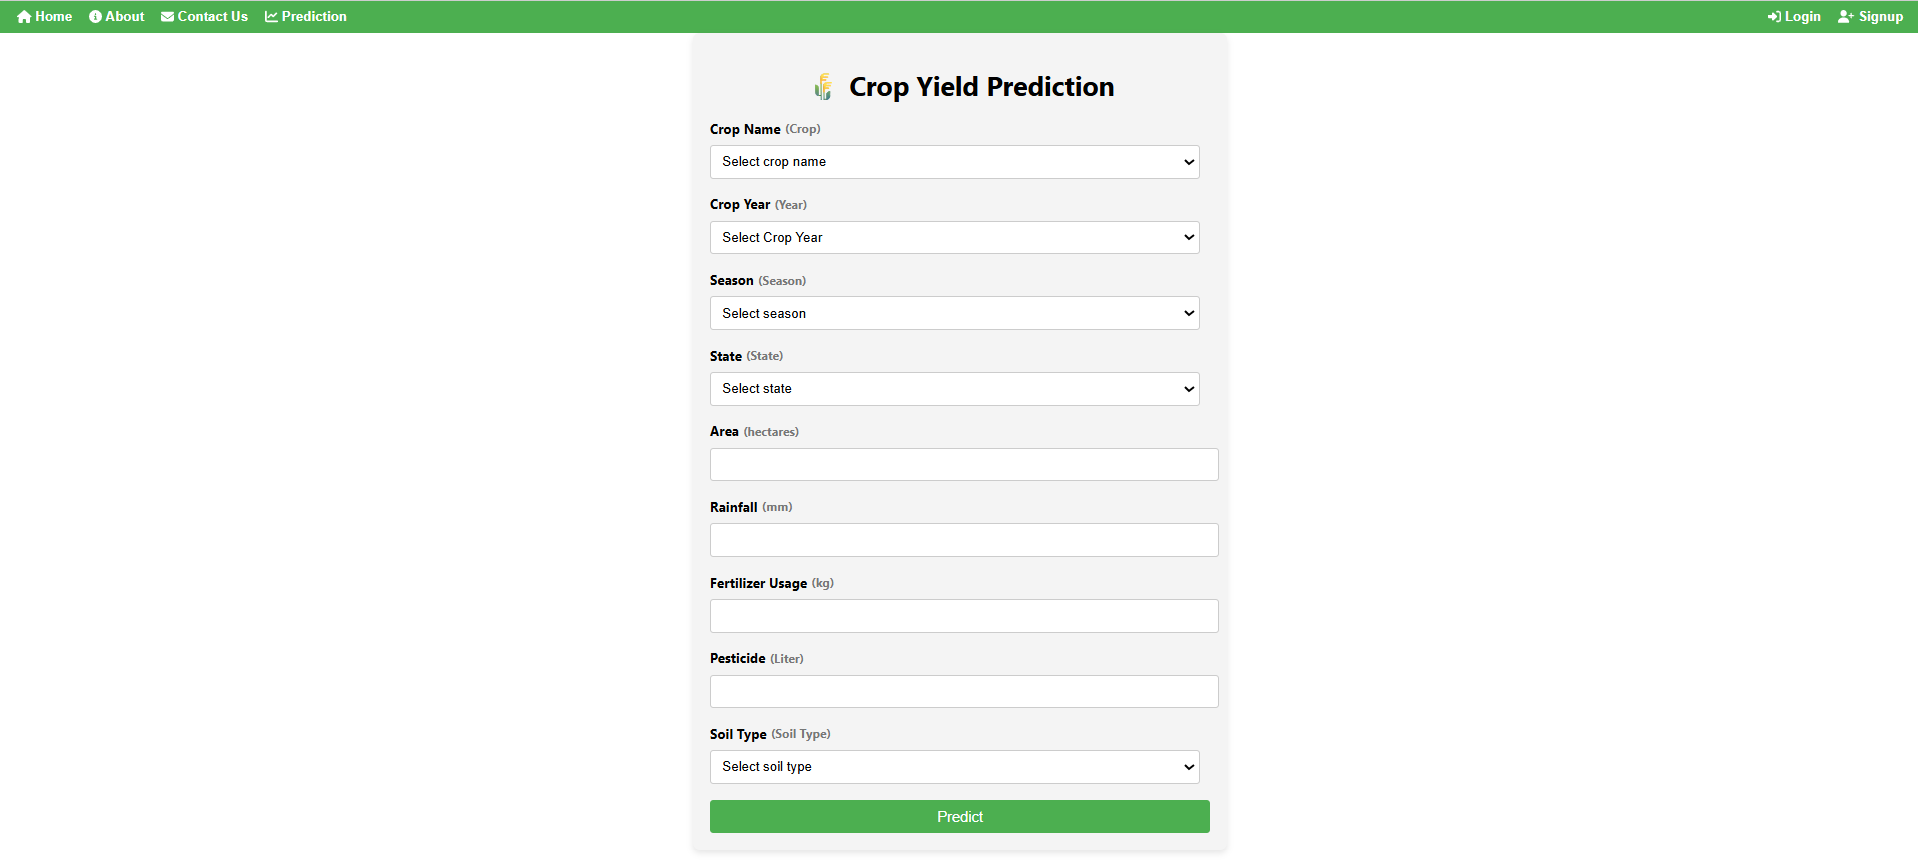 Home About Contact Us Prediction Login Signup
Crop Yield Prediction
Crop Name (Crop)
Select crop name
Crop Year (Year)
Select Crop Year
Season (Season)
Select season
State (State)
Select state
Area (hectares)
Rainfall (mm)
Fertilizer Usage (kg)
Pesticide (Liter)
Soil Type (Soil Type)
Select soil type
Predict